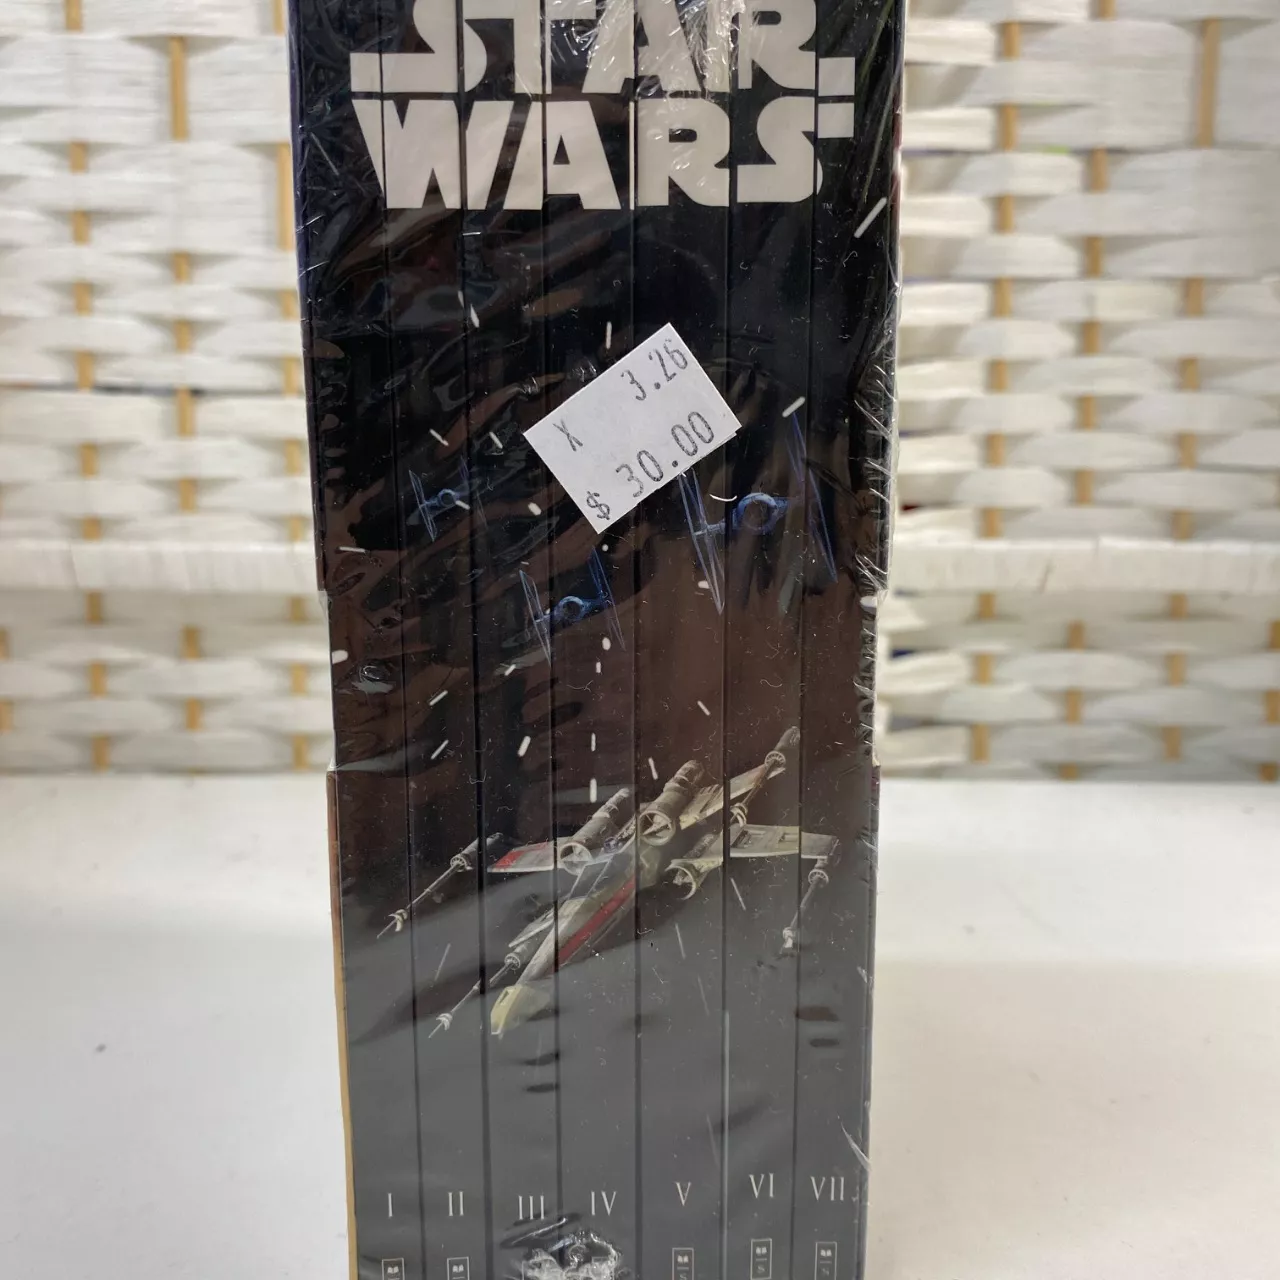 STAR
WARS
X 3.26
$ 30.00
I II III IV V VI VII
S S S